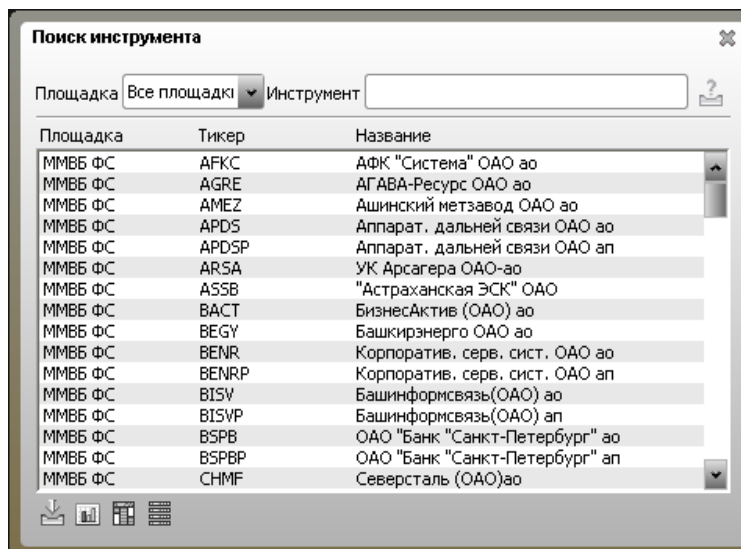 Поиск инструмента
Площадка Все площадки Инструмент
Площадка Тикер Название
ММВБ ФС AFKC АФК "Система" ОАО ао
ММВБ ФС AGRE АГАВА-Ресурс ОАО ао
ММВБ ФС AMEZ Ашинский метзавод ОАО ао
ММВБ ФС APDS Аппарат. дальней связи ОАО ао
ММВБ ФС APDSP Аппарат. дальней связи ОАО ап
ММВБ ФС ARSA УК Арсагера ОАО-ао
ММВБ ФС ASSB "Астраханская ЭСК" ОАО
ММВБ ФС BACT БизнесАктив (ОАО) ао
ММВБ ФС BEGY Башкирэнерго ОАО ао
ММВБ ФС BENR Корпоратив. серв. сист. ОАО ао
ММВБ ФС BENRP Корпоратив. серв. сист. ОАО ап
ММВБ ФС BISV Башинформсвязь(ОАО) ао
ММВБ ФС BISVP Башинформсвязь(ОАО) ап
ММВБ ФС BSPB ОАО "Банк "Санкт-Петербург" ао
ММВБ ФС BSPBP ОАО "Банк "Санкт-Петербург" ап
ММВБ ФС CHMF Северсталь (ОАО)ао